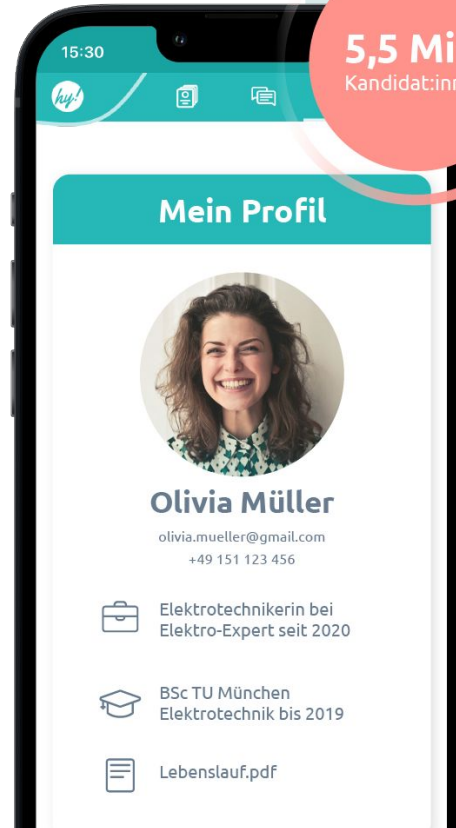 15:30
5,5 Mi
Kandidat:inn
hy!
Mein Profil
Olivia Müller
olivia.mueller@gmail.com
+49 151 123 456
Elektrotechnikerin bei
Elektro-Expert seit 2020
BSc TU München
Elektrotechnik bis 2019
Lebenslauf.pdf